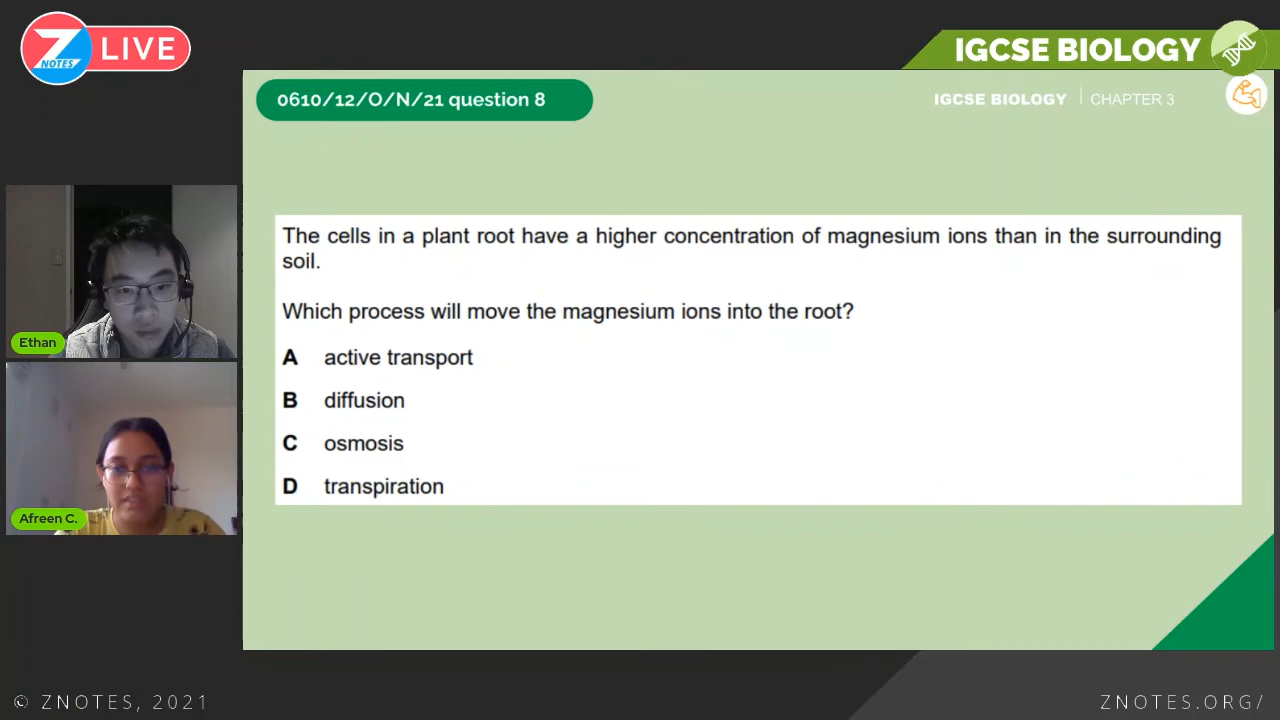 Z
NOTES
LIVE
IGCSE BIOLOGY
0610/12/O/N/21 question 8
IGCSE BIOLOGY | CHAPTER 3
The cells in a plant root have a higher concentration of magnesium ions than in the surrounding
soil.
Which process will move the magnesium ions into the root?
A active transport
B diffusion
C osmosis
D transpiration
Ethan
Afreen C.
© ZNOTES, 2021
ZNOTES.ORG/